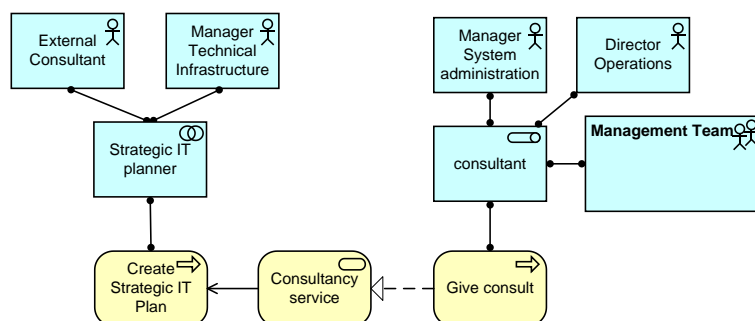 External
Consultant
Manager
Technical
Infrastructure
Manager
System
administration
Director
Operations
Strategic IT
planner
consultant
Management Team
Create
Strategic IT
Plan
Consultancy
service
Give consult